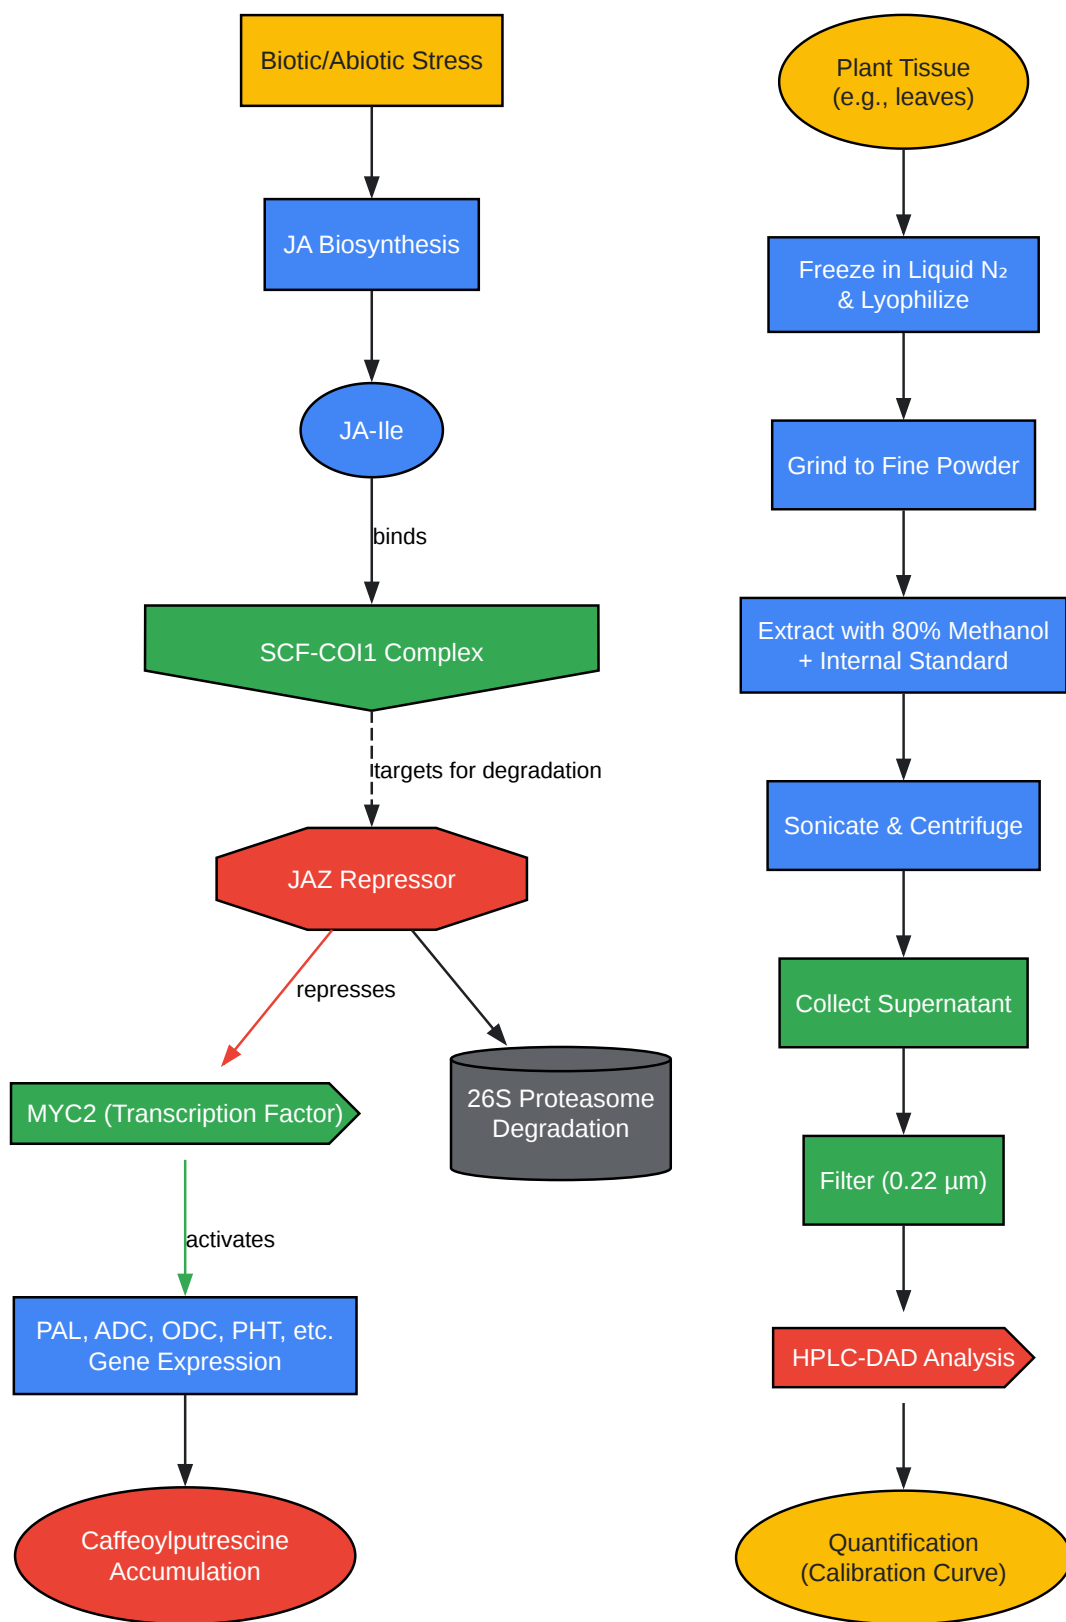 Biotic/Abiotic Stress
JA Biosynthesis
JA-Ile
binds
SCF-COI1 Complex
targets for degradation
JAZ Repressor
represses
MYC2 (Transcription Factor)
26S Proteasome
Degradation
activates
PAL, ADC, ODC, PHT, etc.
Gene Expression
Caffeoylputrescine
Accumulation
Plant Tissue
(e.g., leaves)
Freeze in Liquid N₂
& Lyophilize
Grind to Fine Powder
Extract with 80% Methanol
+ Internal Standard
Sonicate & Centrifuge
Collect Supernatant
Filter (0.22 µm)
HPLC-DAD Analysis
Quantification
(Calibration Curve)